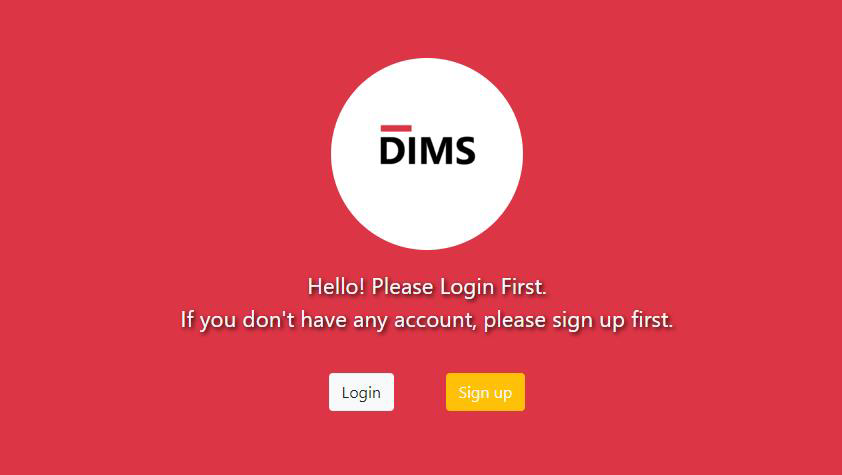 DIMS
Hello! Please Login First.
If you don't have any account, please sign up first.
Login
Sign up